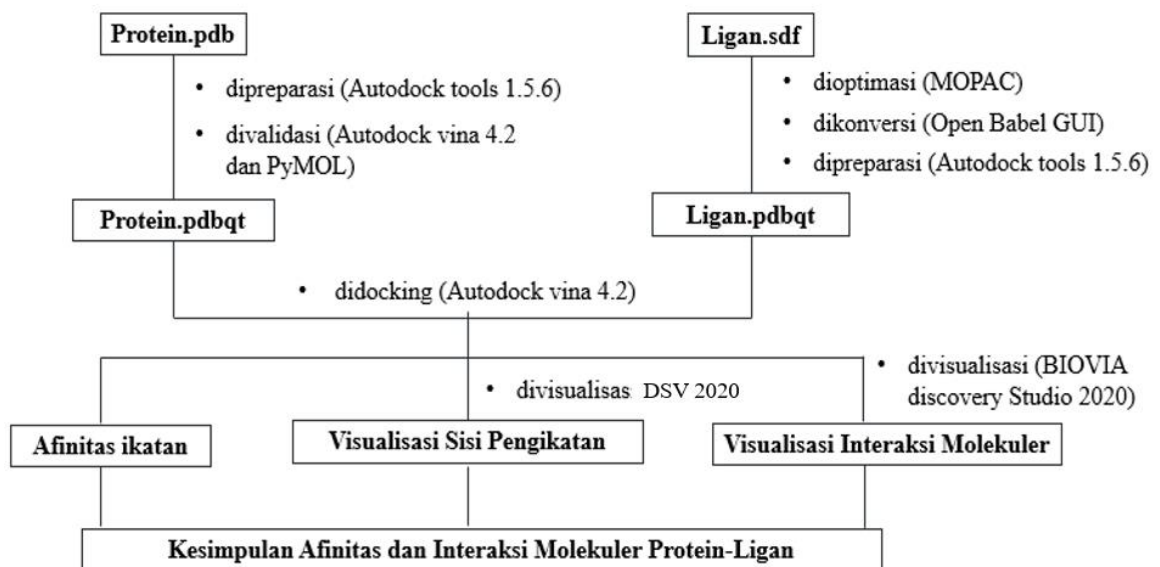 Protein.pdb
Ligan.sdf
• dipreparasi (Autodock tools 1.5.6)
• divalidasi (Autodock vina 4.2
dan PyMOL)
• dioptimasi (MOPAC)
• dikonversi (Open Babel GUI)
• dipreparasi (Autodock tools 1.5.6)
Protein.pdbqt
Ligan.pdbqt
• didocking (Autodock vina 4.2)
• divisualisas DSV 2020
• divisualisasi (BIOVIA
discovery Studio 2020)
Afinitas ikatan
Visualisasi Sisi Pengikatan
Visualisasi Interaksi Molekuler
Kesimpulan Afinitas dan Interaksi Molekuler Protein-Ligan